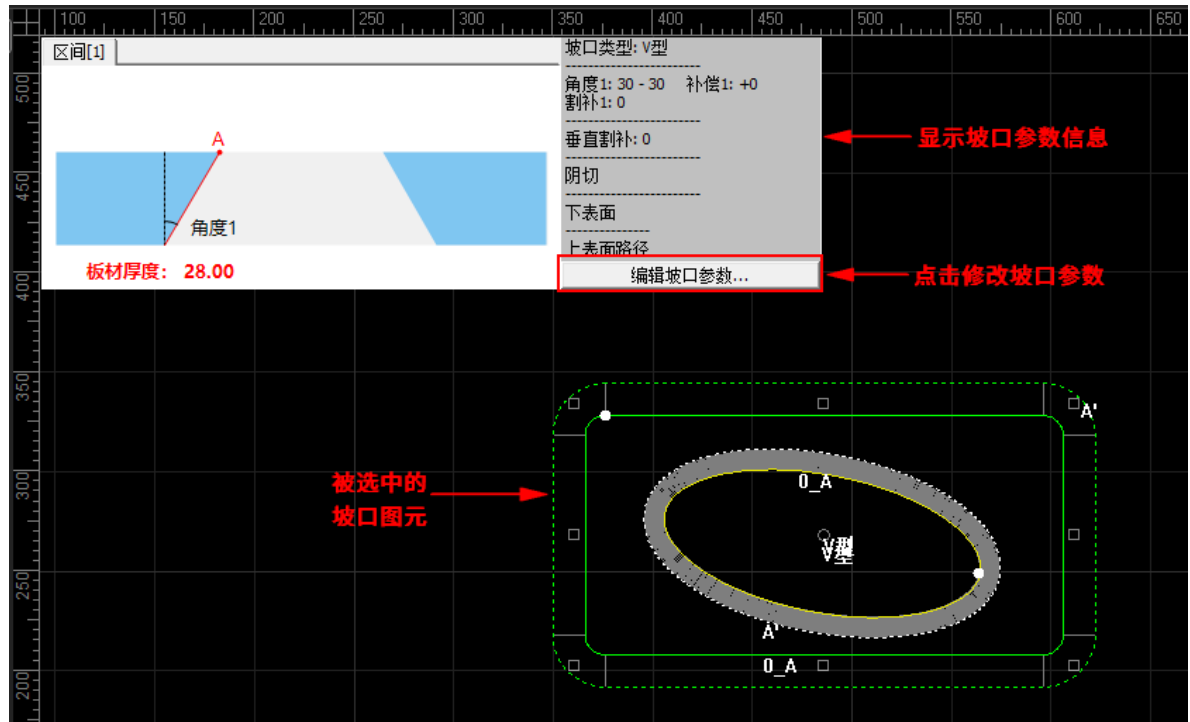 100 150 200 250 300 350 400 450 500 550 600 650
区间[1]
坡口类型: V型
角度1: 30 - 30 补偿1: +0
割补1: 0
垂直割补: 0
阴切
下表面
上表面路径
编辑坡口参数...
A
角度1
板材厚度: 28.00
显示坡口参数信息
点击修改坡口参数
500
450
400
350
300
250
200
被选中的
坡口图元
A'
0_A
V型
A'
0_A